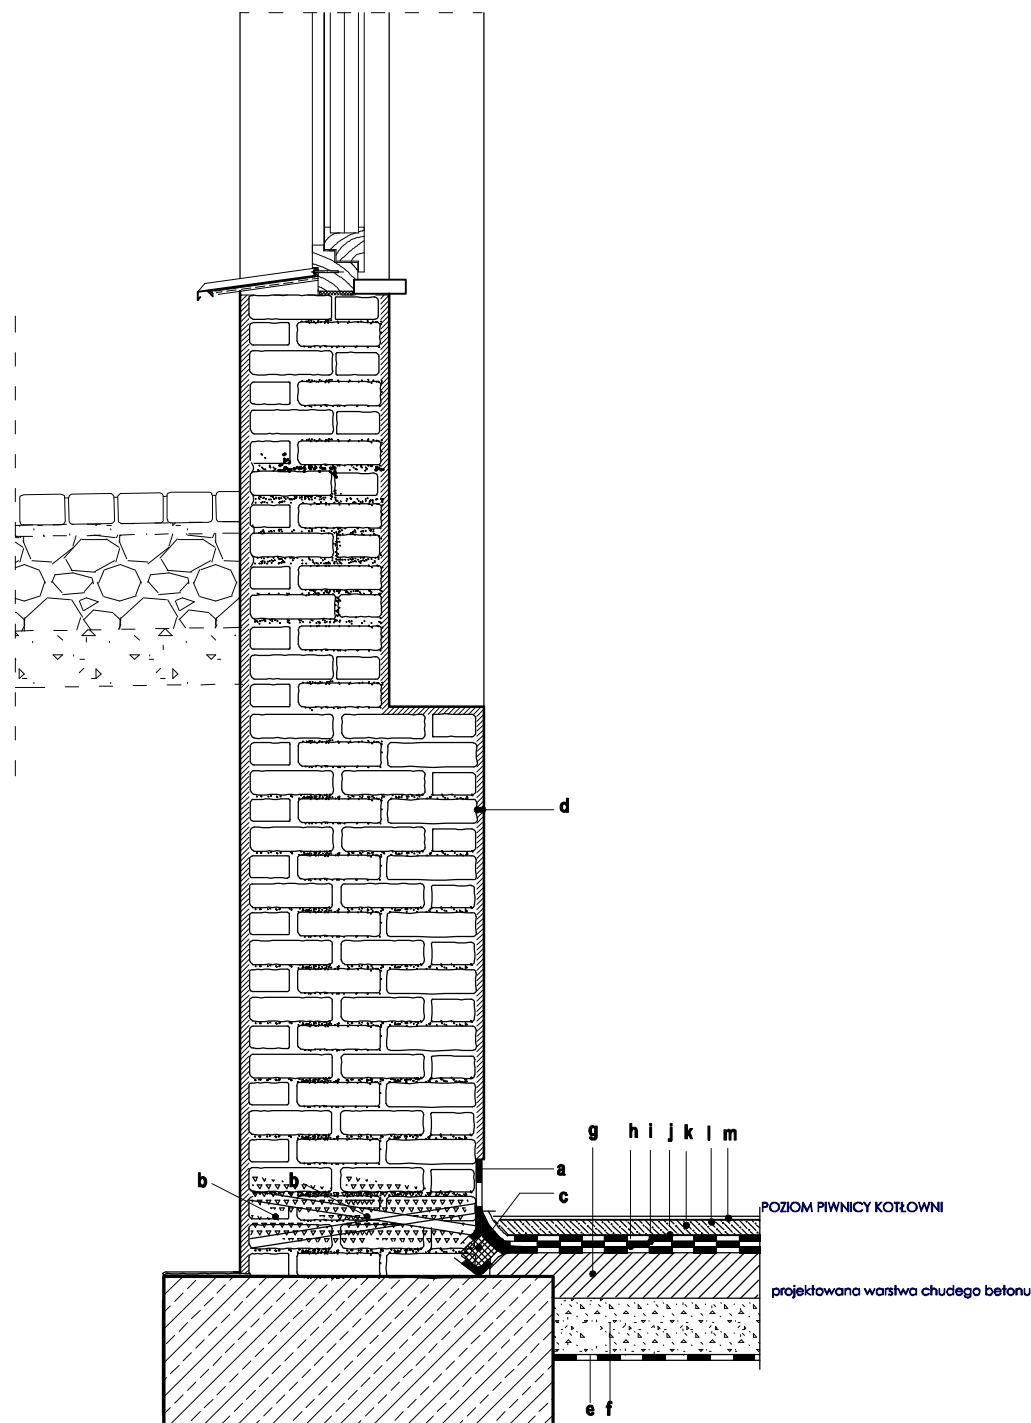 d
g h i j k l m
a
b b
c
POZIOM PIWNICY KOTŁOWNI
projektowana warstwa chudego betonu
e f